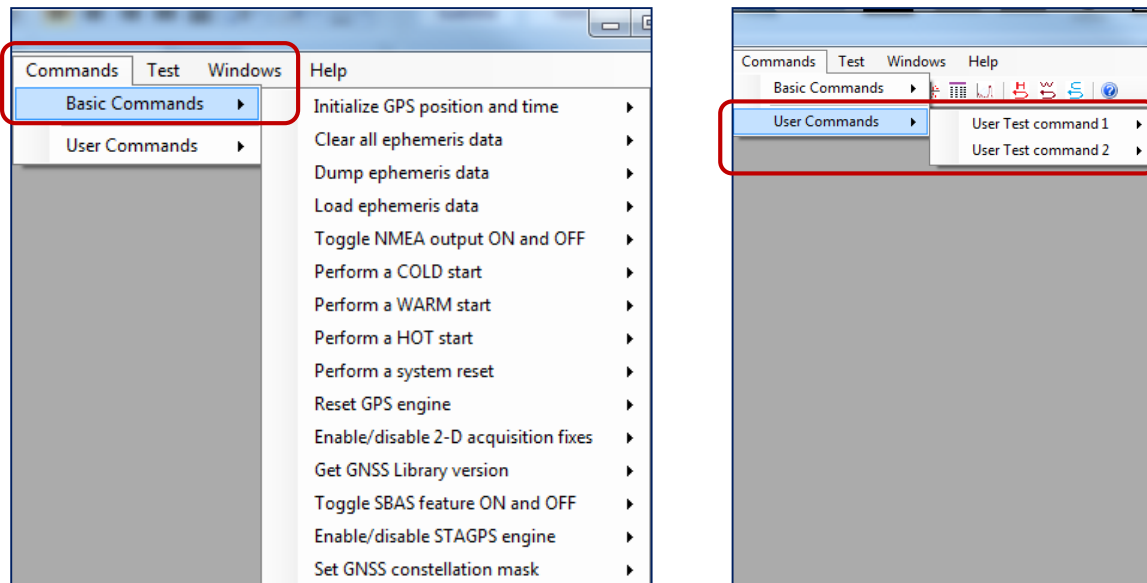 Commands Test Windows Help
Basic Commands
User Commands
Initialize GPS position and time
Clear all ephemeris data
Dump ephemeris data
Load ephemeris data
Toggle NMEA output ON and OFF
Perform a COLD start
Perform a WARM start
Perform a HOT start
Perform a system reset
Reset GPS engine
Enable/disable 2-D acquisition fixes
Get GNSS Library version
Toggle SBAS feature ON and OFF
Enable/disable STAGPS engine
Set GNSS constellation mask
Commands Test Windows Help
Basic Commands
User Commands
User Test command 1
User Test command 2